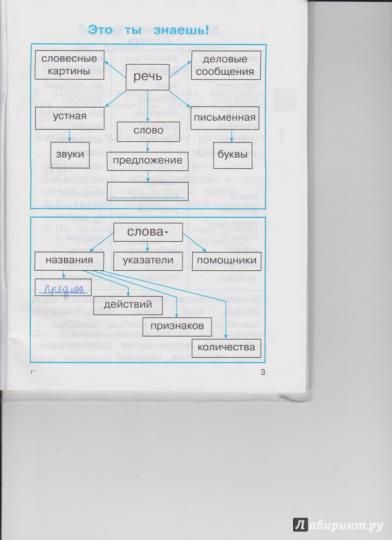 Это ты знаешь!
словесные
картины
речь
деловые
сообщения
устная
слово
письменная
звуки
предложение
буквы
слова-
названия
указатели
помощники
предмет
действий
признаков
количества
1*
3
Лабиринт.ру